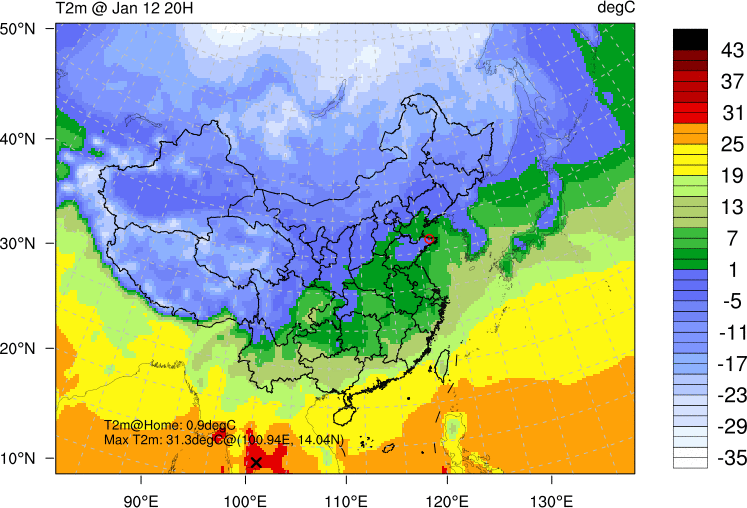 T2m @ Jan 12 20H
degC
50°N
40°N
30°N
20°N
10°N
T2m@Home: 0.9degC
Max T2m: 31.3degC@(100.94E, 14.04N)
90°E
100°E
110°E
120°E
130°E
43
37
31
25
19
13
7
1
-5
-11
-17
-23
-29
-35